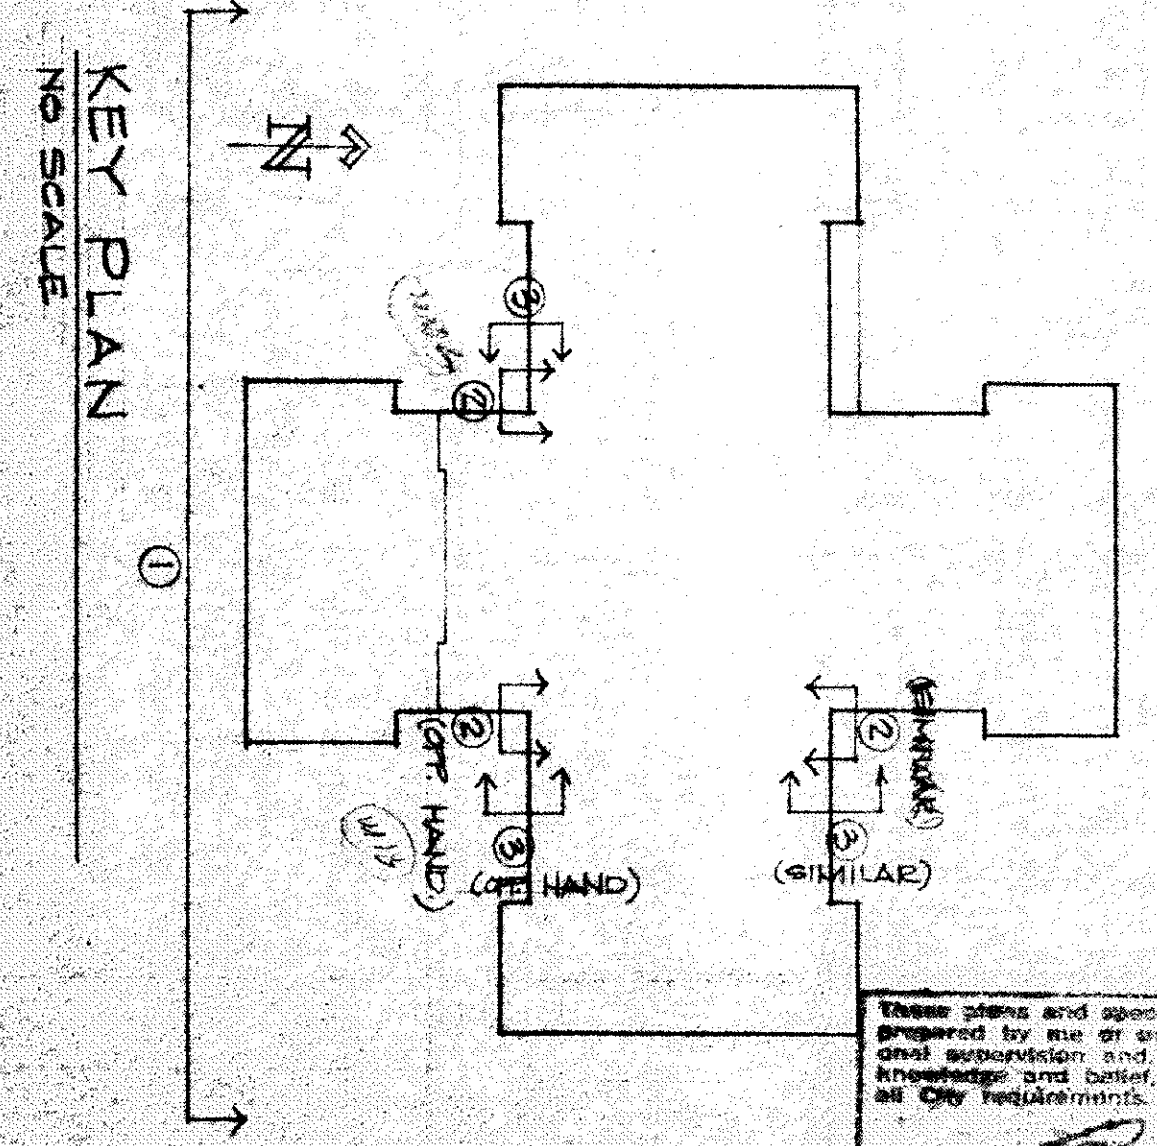 KEY PLAN
NO SCALE
N
1
3
2
2
(OPP. HAND)
3
(OPP. HAND)
2
(SIMILAR)
3
(SIMILAR)
These plans and spec
prepared by me or
onal supervision and
knowledge and belief,
all City requirements.